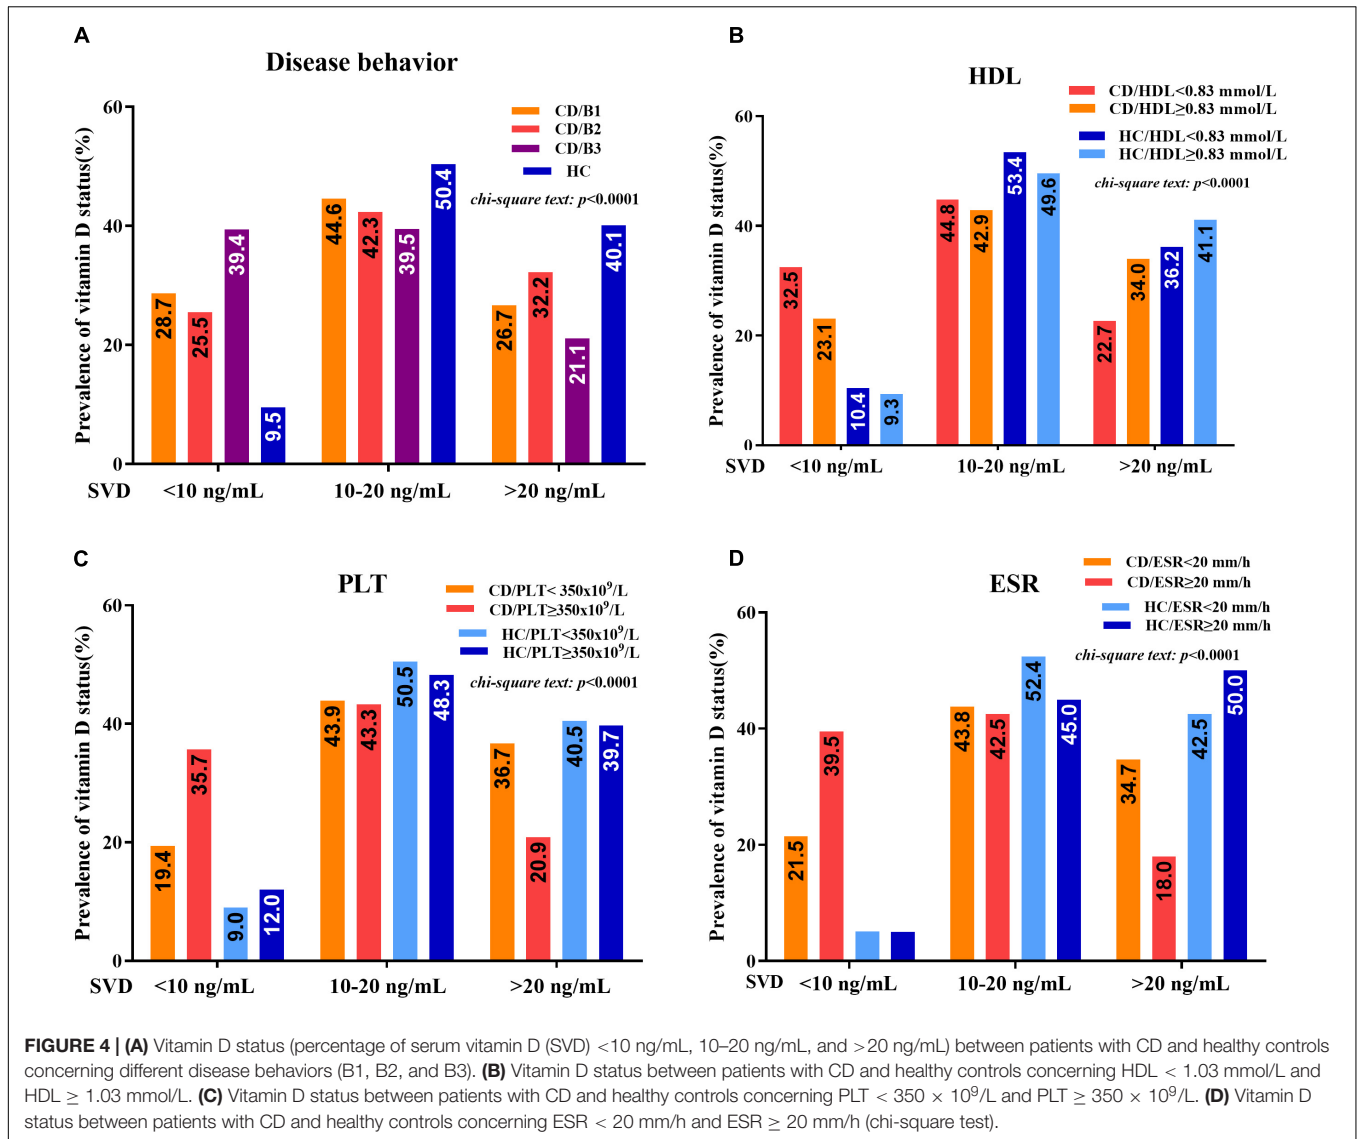 A
Disease behavior
CD/B1
CD/B2
CD/B3
HC
chi-square text: p<0.0001
Prevalence of vitamin D status(%)
60
40
20
0
28.7
25.5
39.4
9.5
44.6
42.3
39.5
50.4
26.7
32.2
21.1
40.1
SVD <10 ng/mL 10-20 ng/mL >20 ng/mL
B
HDL
CD/HDL<0.83 mmol/L
CD/HDL≥0.83 mmol/L
HC/HDL<0.83 mmol/L
HC/HDL≥0.83 mmol/L
chi-square text: p<0.0001
Prevalence of vitamin D status(%)
60
40
20
0
32.5
23.1
10.4
9.3
44.8
42.9
53.4
49.6
22.7
34.0
36.2
41.1
SVD <10 ng/mL 10-20 ng/mL >20 ng/mL
C
PLT
CD/PLT< 350x10⁹/L
CD/PLT≥350x10⁹/L
HC/PLT<350x10⁹/L
HC/PLT≥350x10⁹/L
chi-square text: p<0.0001
Prevalence of vitamin D status(%)
60
40
20
0
19.4
35.7
9.0
12.0
43.9
43.3
50.5
48.3
36.7
20.9
40.5
39.7
SVD <10 ng/mL 10-20 ng/mL >20 ng/mL
D
ESR
CD/ESR<20 mm/h
CD/ESR≥20 mm/h
HC/ESR<20 mm/h
HC/ESR≥20 mm/h
chi-square text: p<0.0001
Prevalence of vitamin D status(%)
60
40
20
0
21.5
39.5
43.8
42.5
52.4
45.0
34.7
18.0
42.5
50.0
SVD <10 ng/mL 10-20 ng/mL >20 ng/mL
FIGURE 4 | (A) Vitamin D status (percentage of serum vitamin D (SVD) <10 ng/mL, 10–20 ng/mL, and >20 ng/mL) between patients with CD and healthy controls
concerning different disease behaviors (B1, B2, and B3). (B) Vitamin D status between patients with CD and healthy controls concerning HDL < 1.03 mmol/L and
HDL ≥ 1.03 mmol/L. (C) Vitamin D status between patients with CD and healthy controls concerning PLT < 350 × 10⁹/L and PLT ≥ 350 × 10⁹/L. (D) Vitamin D
status between patients with CD and healthy controls concerning ESR < 20 mm/h and ESR ≥ 20 mm/h (chi-square test).